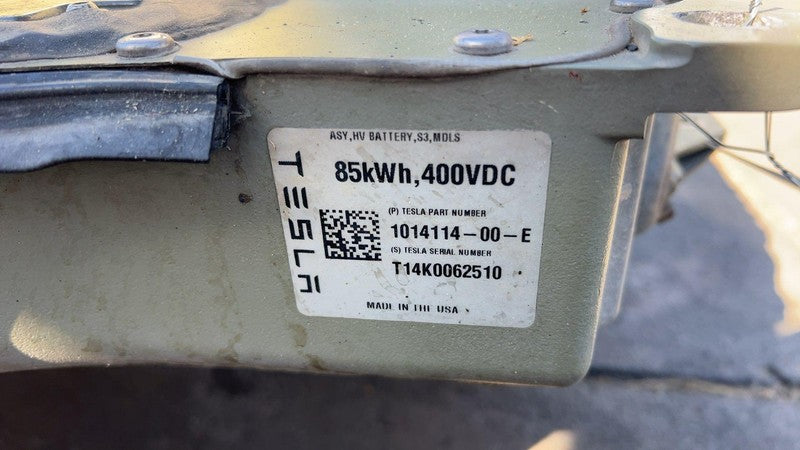 ASY,HV BATTERY,S3,MDLS
TESLA
85kWh,400VDC
(P) TESLA PART NUMBER
1014114-00-E
(S) TESLA SERIAL NUMBER
T14K0062510
MADE IN THE USA